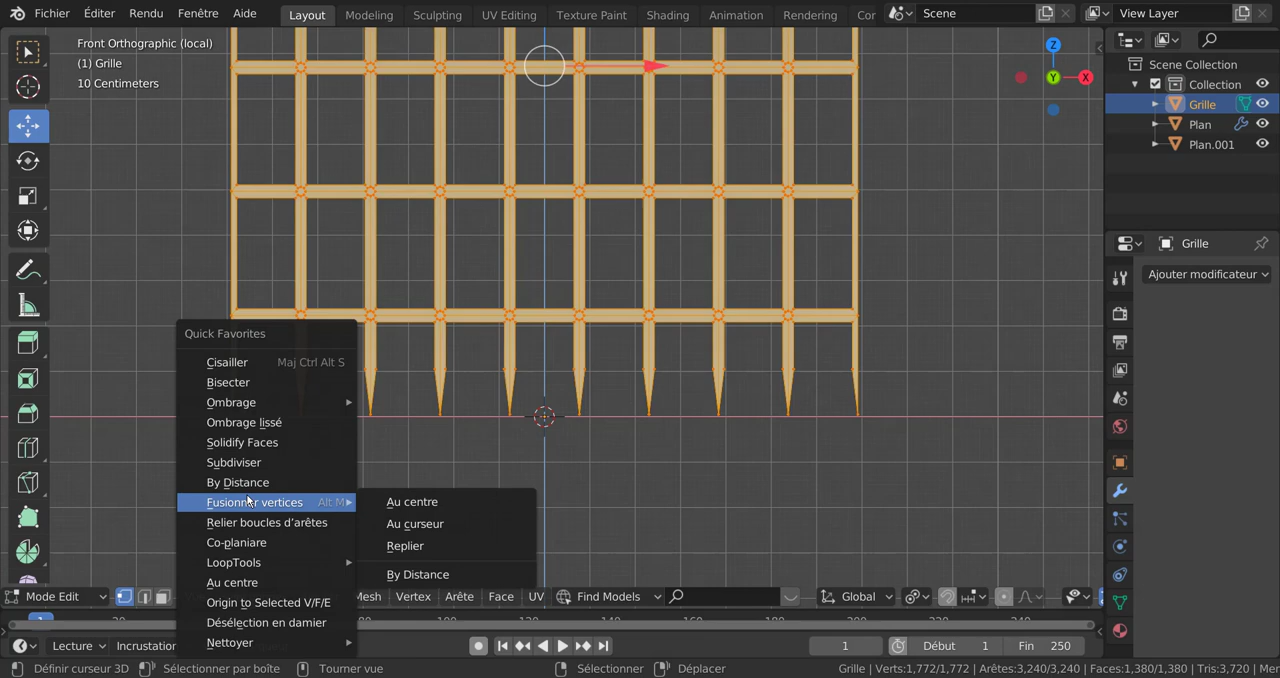 Fichier Éditer Rendu Fenêtre Aide Layout Modeling Sculpting UV Editing Texture Paint Shading Animation Rendering Cor Scene View Layer
Front Orthographic (local)
(1) Grille
10 Centimeters
Z
Y
X
Scene Collection
Collection
Grille
Plan
Plan.001
Grille
Ajouter modificateur
Quick Favorites
Cisailler Maj Ctrl Alt S
Bisecter
Ombrage
Ombrage lissé
Solidify Faces
Subdiviser
By Distance
Fusionner vertices Alt M
Relier boucles d'arêtes
Co-planiare
LoopTools
Au centre
Origin to Selected V/F/E
Désélection en damier
Nettoyer
Au centre
Au curseur
Replier
By Distance
Mode Edit Mesh Vertex Arête Face UV Find Models Global
Lecture Incrustation 1 Début 1 Fin 250
Définir curseur 3D Sélectionner par boîte Tourner vue Sélectionner Déplacer Grille | Verts:1,772/1,772 | Arêtes:3,240/3,240 | Faces:1,380/1,380 | Tris:3,720 | Mer